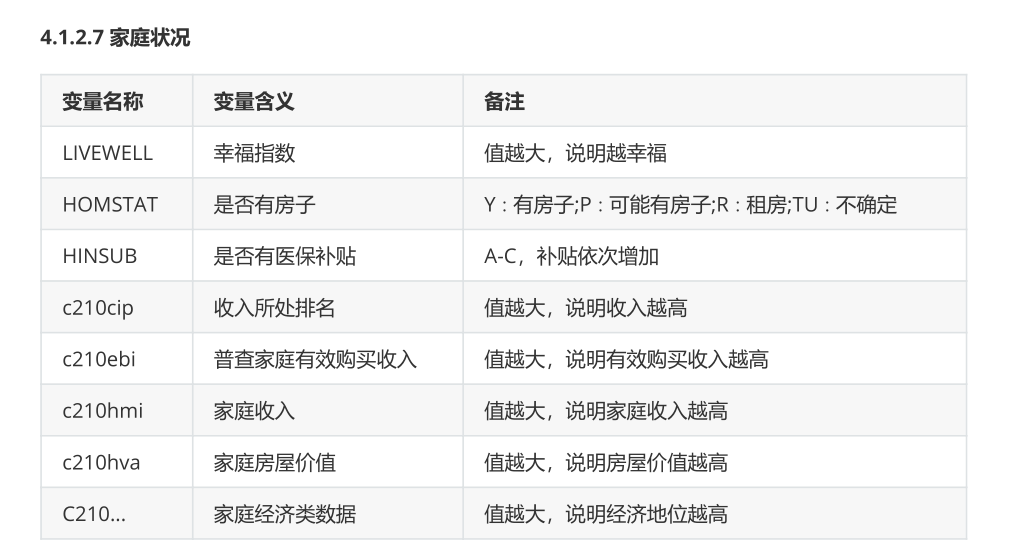 4.1.2.7 家庭状况
变量名称 变量含义 备注
LIVEWELL 幸福指数 值越大，说明越幸福
HOMSTAT 是否有房子 Y：有房子;P：可能有房子;R：租房;TU：不确定
HINSUB 是否有医保补贴 A-C，补贴依次增加
c210cip 收入所处排名 值越大，说明收入越高
c210ebi 普查家庭有效购买收入 值越大，说明有效购买收入越高
c210hmi 家庭收入 值越大，说明家庭收入越高
c210hva 家庭房屋价值 值越大，说明房屋价值越高
C210... 家庭经济类数据 值越大，说明经济地位越高